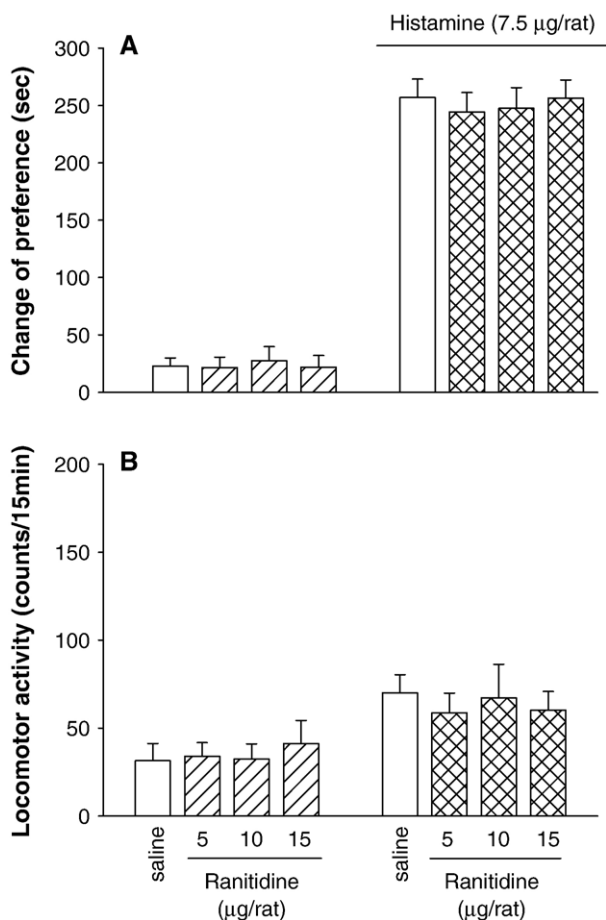 Histamine (7.5 μg/rat)
A
300
250
200
150
100
50
0
Change of preference (sec)
B
200
150
100
50
0
Locomotor activity (counts/15min)
saline
5
10
15
saline
5
10
15
Ranitidine
(μg/rat)
Ranitidine
(μg/rat)